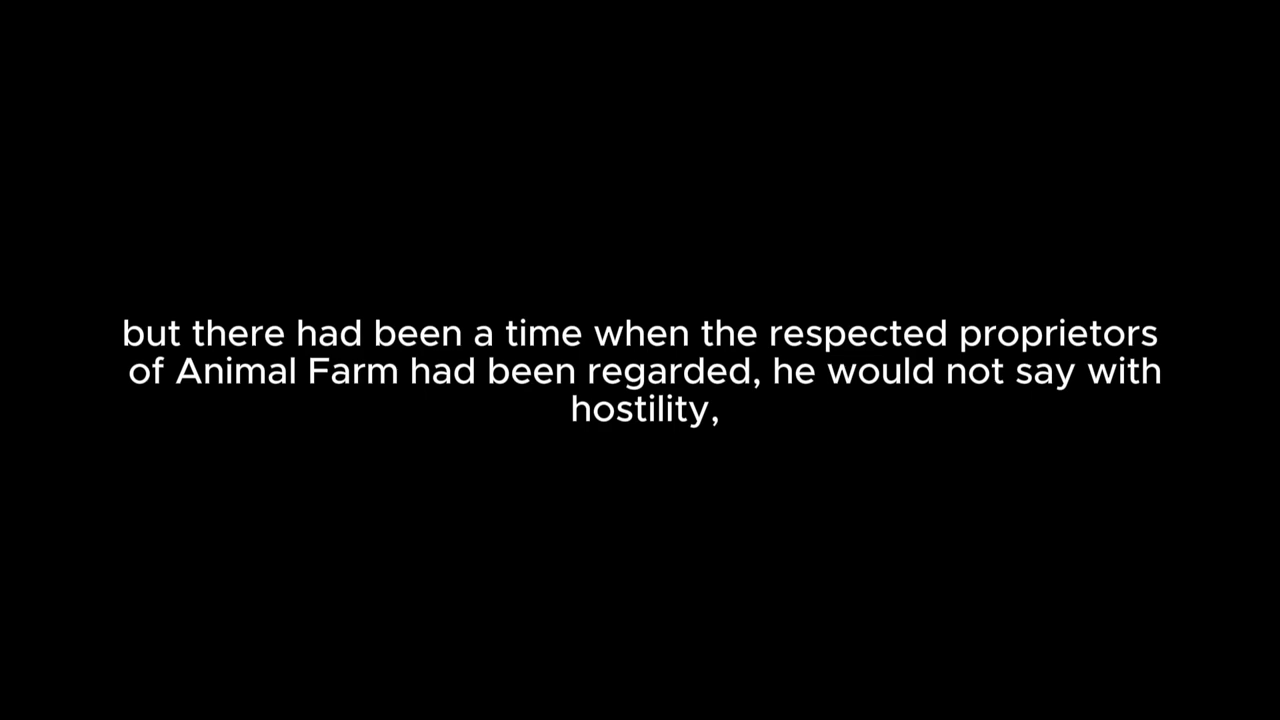 but there had been a time when the respected proprietors
of Animal Farm had been regarded, he would not say with
hostility,